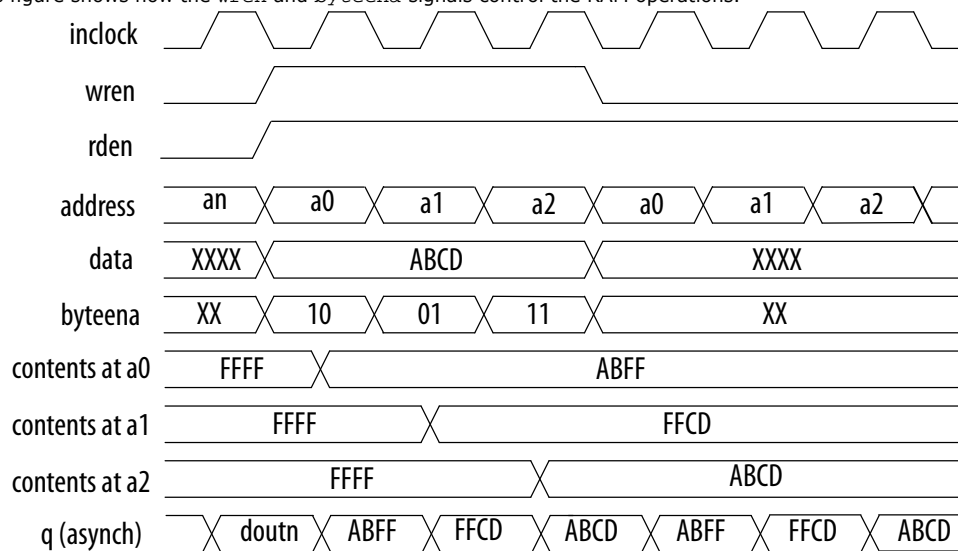 s figure shows how the wren and byteena signals control the RAM operations.
inclock
wren
rden
address an a0 a1 a2 a0 a1 a2
data XXXX ABCD XXXX
byteena XX 10 01 11 XX
contents at a0 FFFF ABFF
contents at a1 FFFF FFCD
contents at a2 FFFF ABCD
q (asynch) doutn ABFF FFCD ABCD ABFF FFCD ABCD